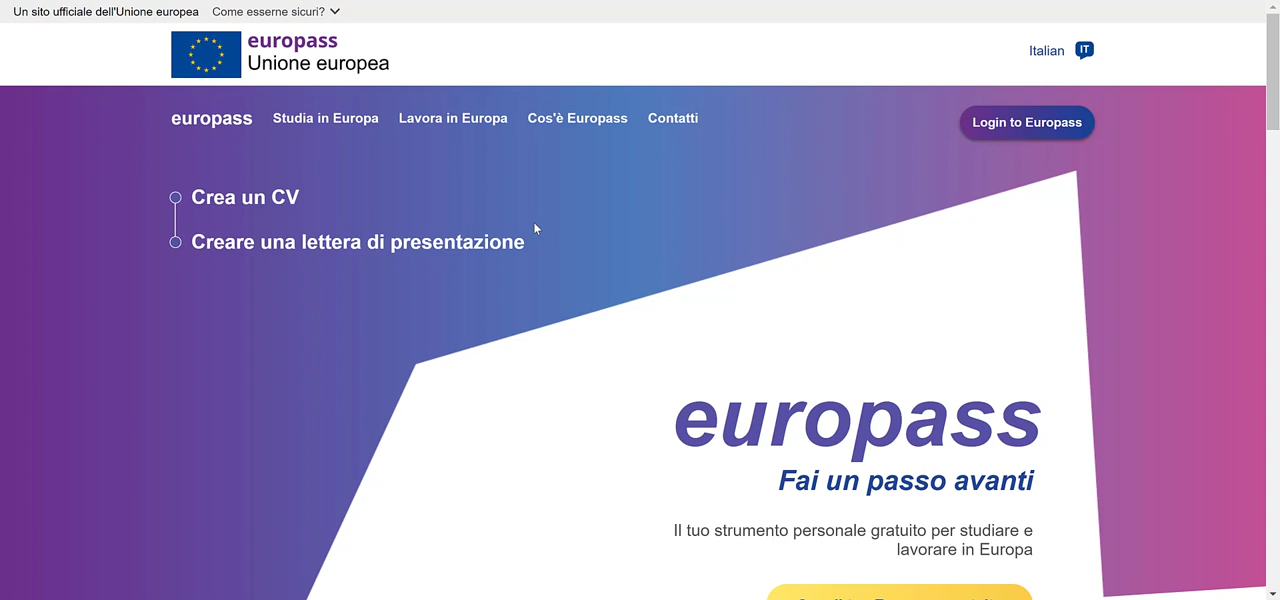 Un sito ufficiale dell'Unione europea Come esserne sicuri?
europass
Unione europea
Italian IT
europass Studia in Europa Lavora in Europa Cos'è Europass Contatti Login to Europass
Crea un CV
Creare una lettera di presentazione
europass
Fai un passo avanti
Il tuo strumento personale gratuito per studiare e
lavorare in Europa